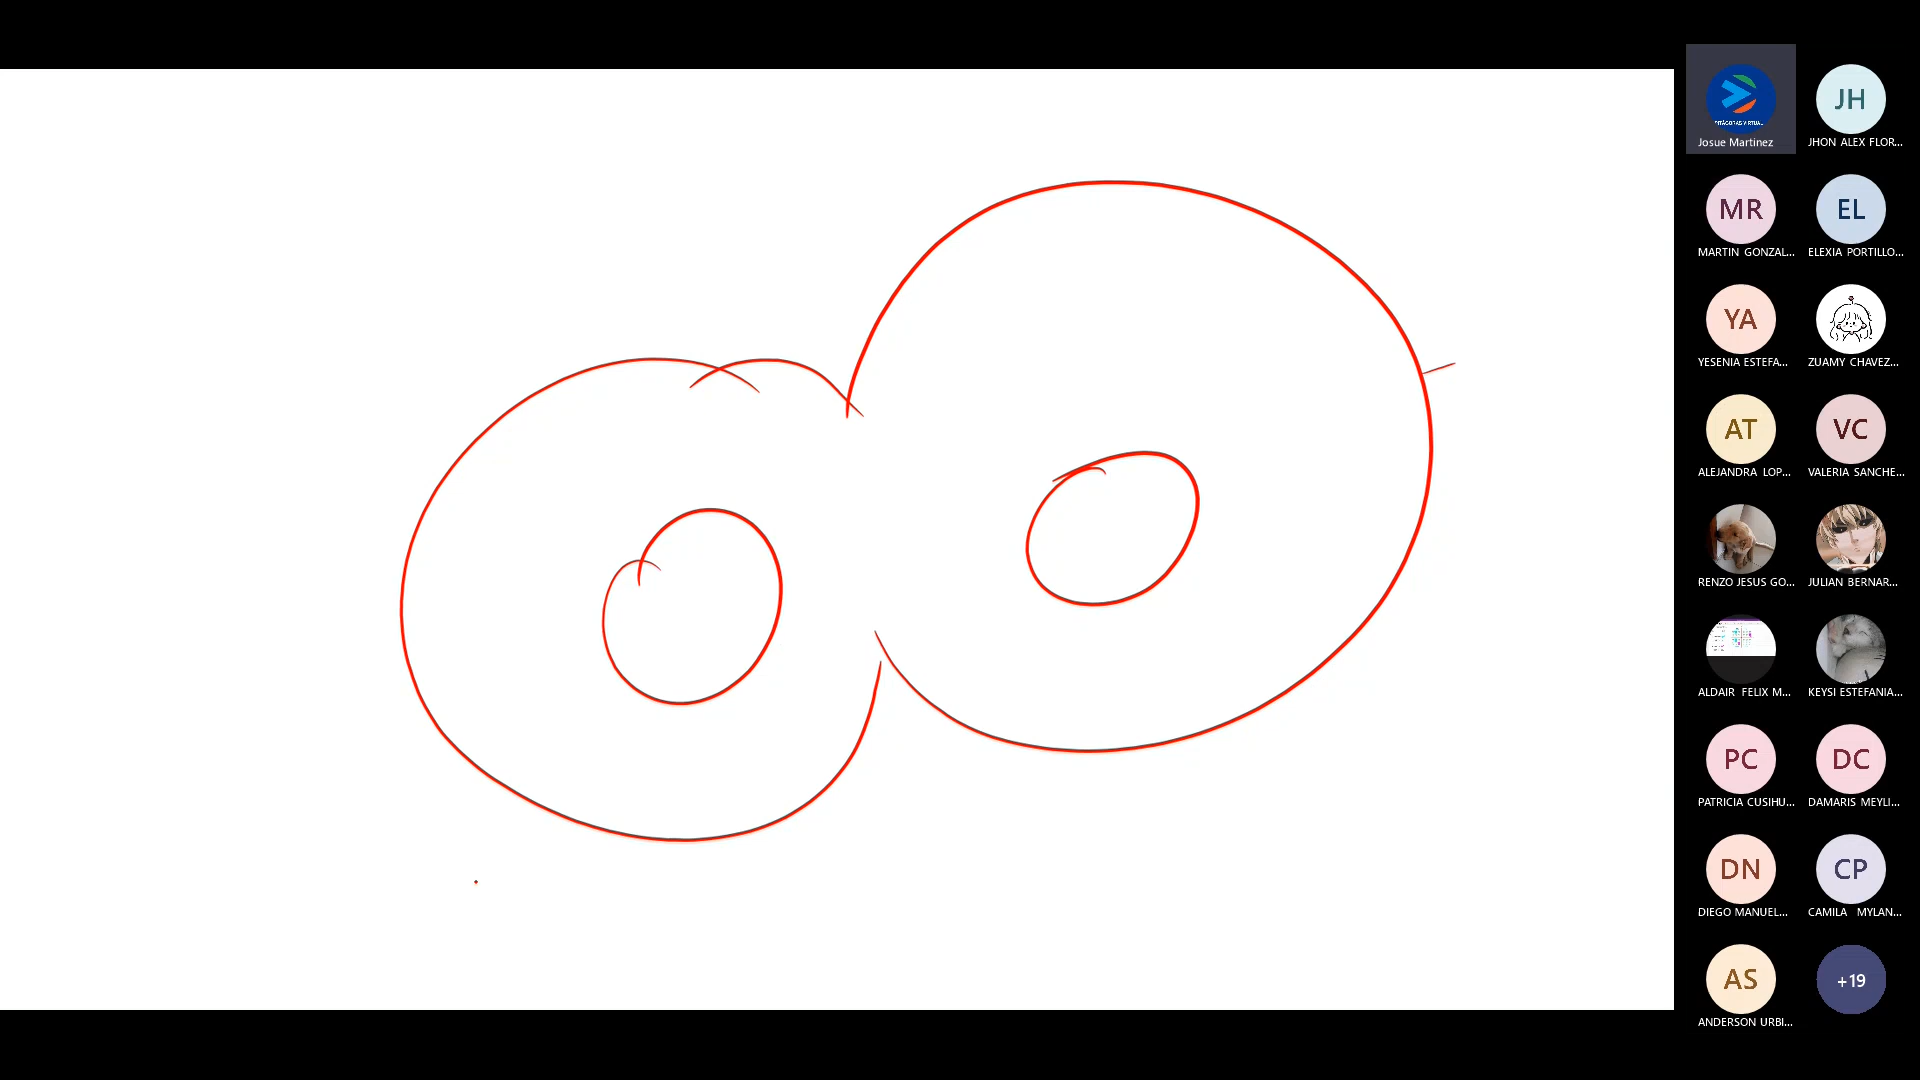 PITÁGORAS VIRTUAL
Josue Martinez
JH
JHON ALEX FLOR...
MR
MARTIN GONZAL...
EL
ELEXIA PORTILLO...
YA
YESENIA ESTEFA...
ZUAMY CHAVEZ...
AT
ALEJANDRA LOP...
VC
VALERIA SANCHE...
RENZO JESUS GO...
JULIAN BERNAR...
ALDAIR FELIX M...
KEYSI ESTEFANIA...
PC
PATRICIA CUSIHU...
DC
DAMARIS MEYLI...
DN
DIEGO MANUEL...
CP
CAMILA MYLAN...
AS
ANDERSON URBI...
+19